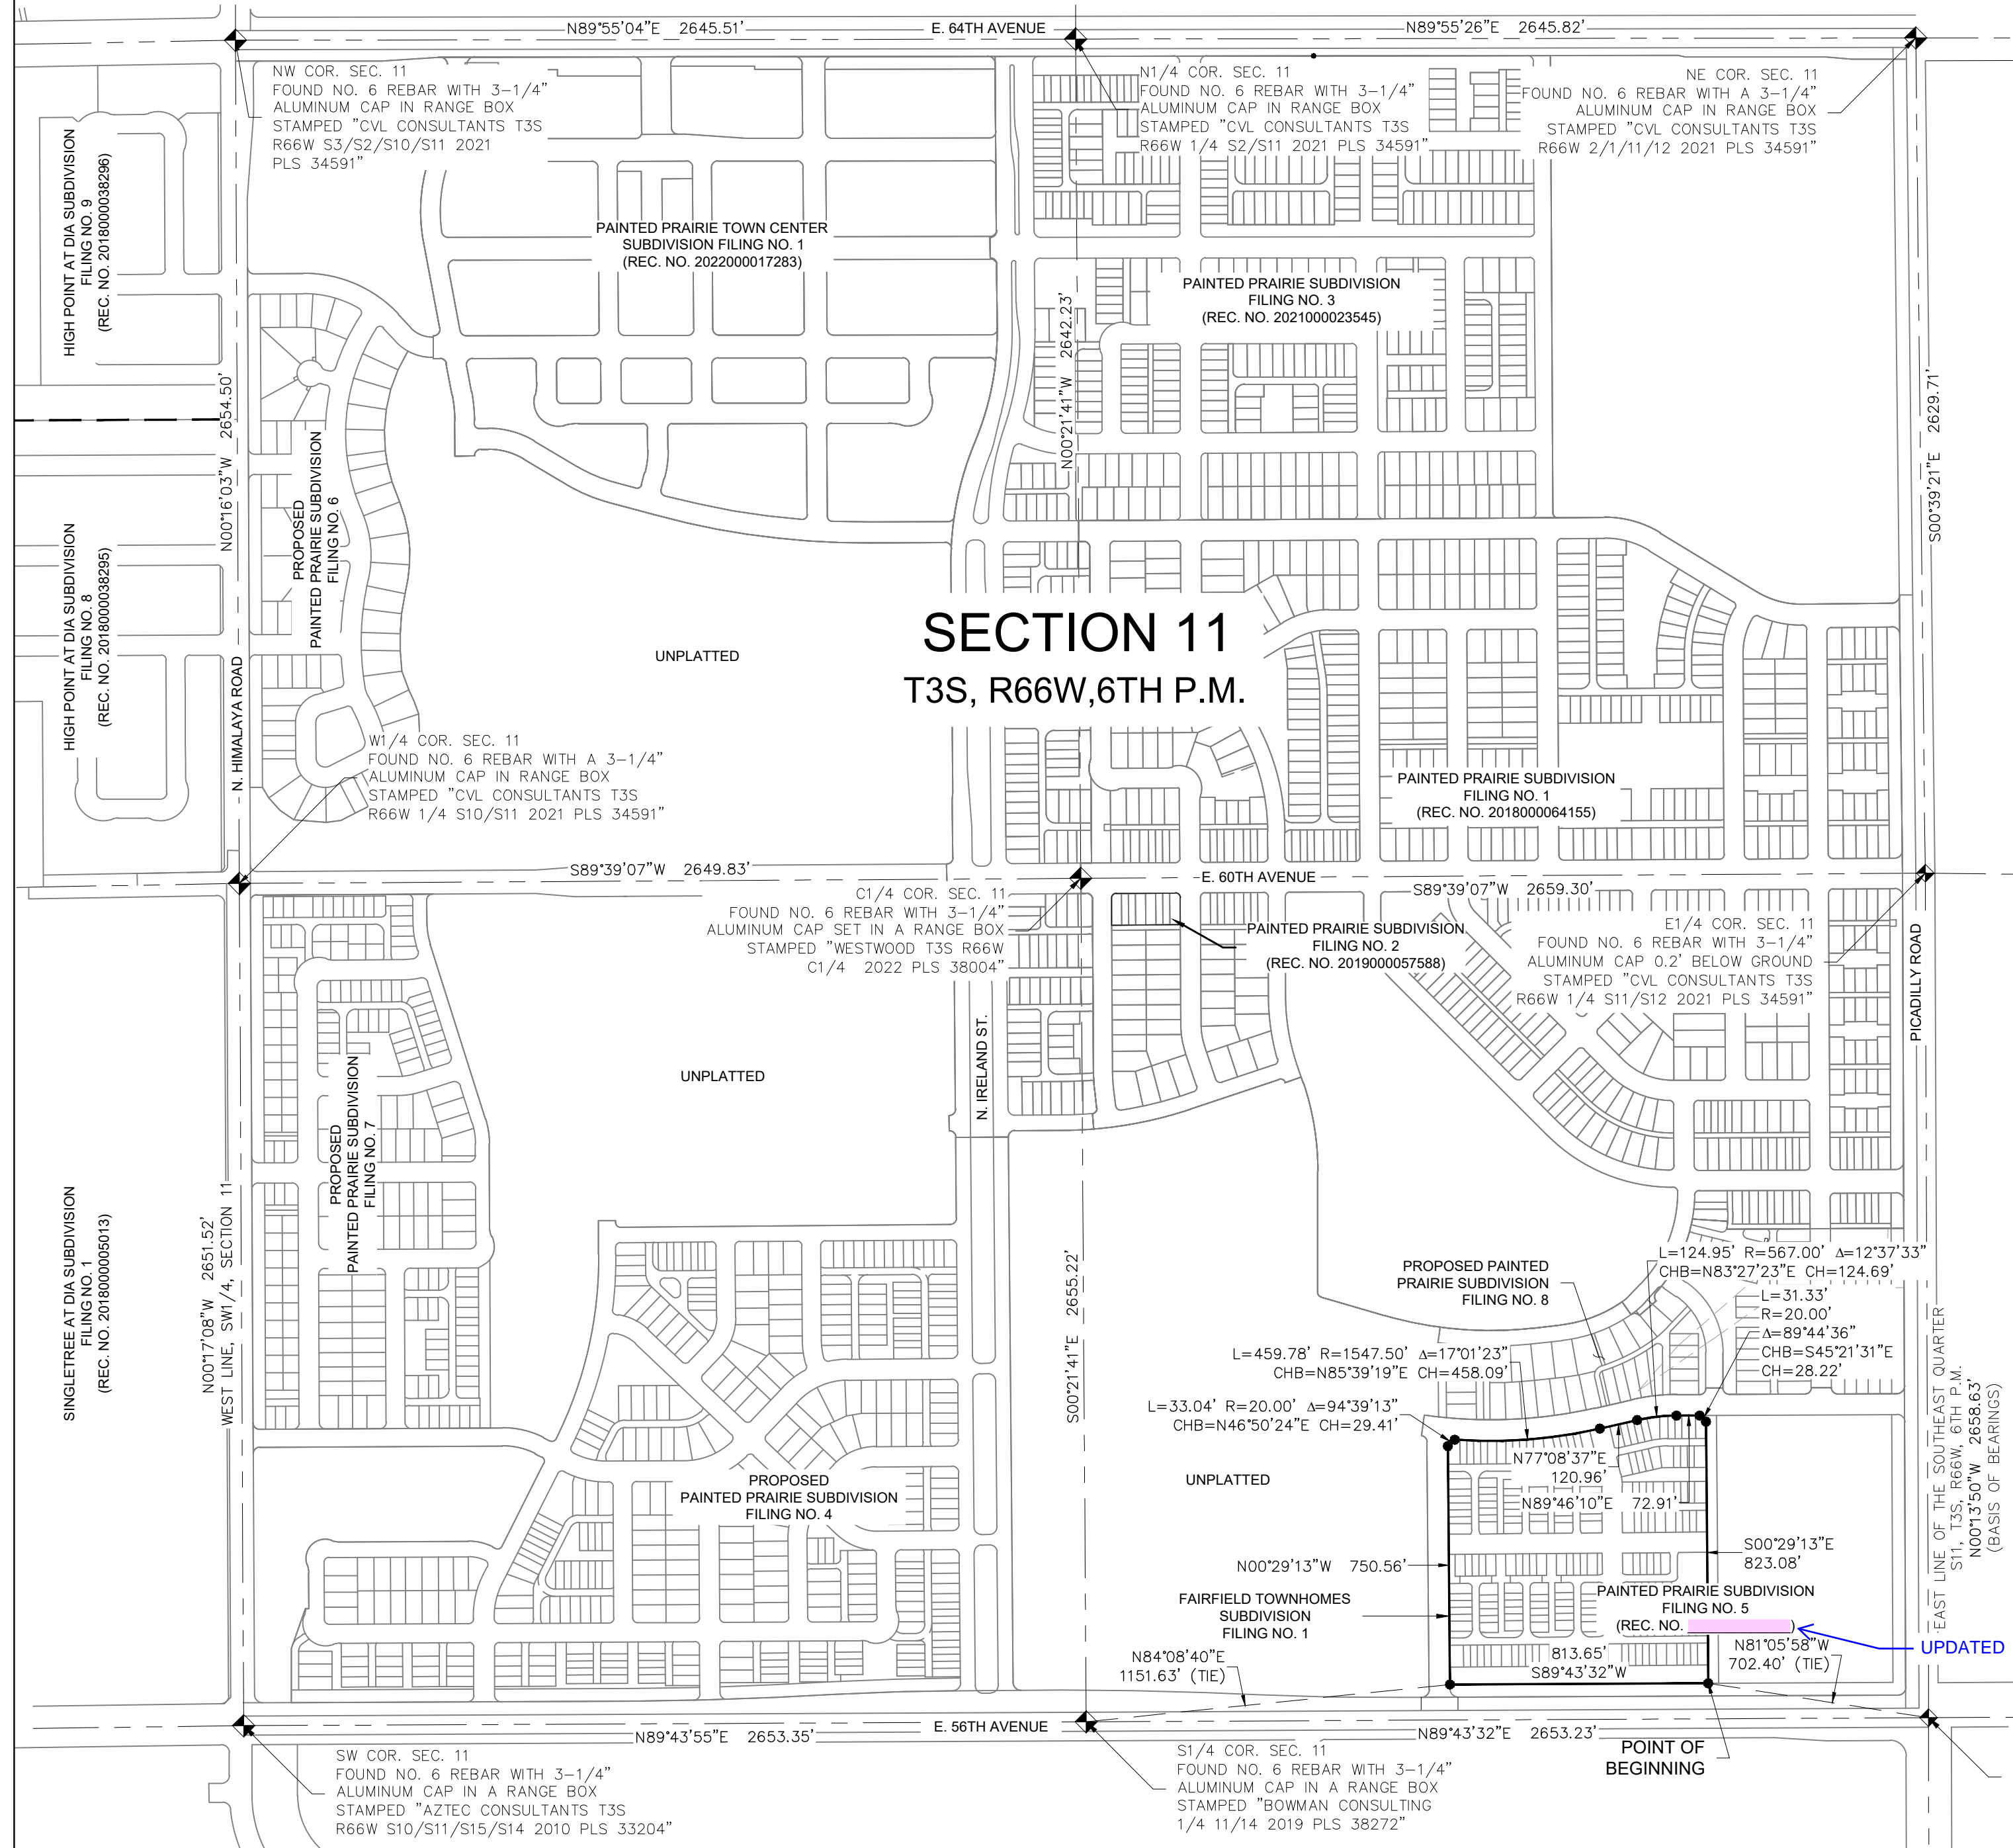 N89°55'04"E 2645.51'
E. 64TH AVENUE
N89°55'26"E 2645.82'
NW COR. SEC. 11
FOUND NO. 6 REBAR WITH 3-1/4"
ALUMINUM CAP IN RANGE BOX
STAMPED "CVL CONSULTANTS T3S
R66W S3/S2/S10/S11 2021
PLS 34591"
N1/4 COR. SEC. 11
FOUND NO. 6 REBAR WITH 3-1/4"
ALUMINUM CAP IN RANGE BOX
STAMPED "CVL CONSULTANTS T3S
R66W 1/4 S2/S11 2021 PLS 34591"
NE COR. SEC. 11
FOUND NO. 6 REBAR WITH A 3-1/4"
ALUMINUM CAP IN RANGE BOX
STAMPED "CVL CONSULTANTS T3S
R66W 2/1/11/12 2021 PLS 34591"
HIGH POINT AT DIA SUBDIVISION
FILING NO. 9
(REC. NO. 2018000038296)
PAINTED PRAIRIE TOWN CENTER
SUBDIVISION FILING NO. 1
(REC. NO. 2022000017283)
PAINTED PRAIRIE SUBDIVISION
FILING NO. 3
(REC. NO. 2021000023545)
N00°21'41"W 2642.23'
N00°16'03"W 2654.50'
S00°39'21"E 2629.71'
PROPOSED
PAINTED PRAIRIE SUBDIVISION
FILING NO. 6
HIGH POINT AT DIA SUBDIVISION
FILING NO. 8
(REC. NO. 2018000038295)
N. HIMALAYA ROAD
UNPLATTED
SECTION 11
T3S, R66W,6TH P.M.
W1/4 COR. SEC. 11
FOUND NO. 6 REBAR WITH A 3-1/4"
ALUMINUM CAP IN RANGE BOX
STAMPED "CVL CONSULTANTS T3S
R66W 1/4 S10/S11 2021 PLS 34591"
PAINTED PRAIRIE SUBDIVISION
FILING NO. 1
(REC. NO. 2018000064155)
S89°39'07"W 2649.83'
E. 60TH AVENUE
S89°39'07"W 2659.30'
C1/4 COR. SEC. 11
FOUND NO. 6 REBAR WITH 3-1/4"
ALUMINUM CAP SET IN A RANGE BOX
STAMPED "WESTWOOD T3S R66W
C1/4 2022 PLS 38004"
PAINTED PRAIRIE SUBDIVISION
FILING NO. 2
(REC. NO. 2019000057588)
E1/4 COR. SEC. 11
FOUND NO. 6 REBAR WITH 3-1/4"
ALUMINUM CAP 0.2' BELOW GROUND
STAMPED "CVL CONSULTANTS T3S
R66W 1/4 S11/S12 2021 PLS 34591"
PICADILLY ROAD
N. IRELAND ST.
UNPLATTED
PROPOSED
PAINTED PRAIRIE SUBDIVISION
FILING NO. 7
SINGLETREE AT DIA SUBDIVISION
FILING NO. 1
(REC. NO. 2018000005013)
N00°17'08"W 2651.52'
WEST LINE, SW1/4, SECTION 11
S00°21'41"E 2655.22'
PROPOSED PAINTED
PRAIRIE SUBDIVISION
FILING NO. 8
L=124.95' R=567.00' Δ=12°37'33"
CHB=N83°27'23"E CH=124.69'
L=31.33'
R=20.00'
Δ=89°44'36"
CHB=S45°21'31"E
CH=28.22'
L=459.78' R=1547.50' Δ=17°01'23"
CHB=N85°39'19"E CH=458.09'
L=33.04' R=20.00' Δ=94°39'13"
CHB=N46°50'24"E CH=29.41'
EAST LINE OF THE SOUTHEAST QUARTER
S11, T3S, R66W, 6TH P.M.
N00°13'50"W 2658.63'
(BASIS OF BEARINGS)
UNPLATTED
N77°08'37"E
120.96'
N89°46'10"E 72.91'
PROPOSED
PAINTED PRAIRIE SUBDIVISION
FILING NO. 4
S00°29'13"E
823.08'
N00°29'13"W 750.56'
FAIRFIELD TOWNHOMES
SUBDIVISION
FILING NO. 1
PAINTED PRAIRIE SUBDIVISION
FILING NO. 5
(REC. NO. )
UPDATED
N84°08'40"E
1151.63' (TIE)
813.65'
S89°43'32"W
N81°05'58"W
702.40' (TIE)
N89°43'55"E 2653.35'
E. 56TH AVENUE
N89°43'32"E 2653.23'
POINT OF
BEGINNING
SW COR. SEC. 11
FOUND NO. 6 REBAR WITH 3-1/4"
ALUMINUM CAP IN A RANGE BOX
STAMPED "AZTEC CONSULTANTS T3S
R66W S10/S11/S15/S14 2010 PLS 33204"
S1/4 COR. SEC. 11
FOUND NO. 6 REBAR WITH 3-1/4"
ALUMINUM CAP IN A RANGE BOX
STAMPED "BOWMAN CONSULTING
1/4 11/14 2019 PLS 38272"